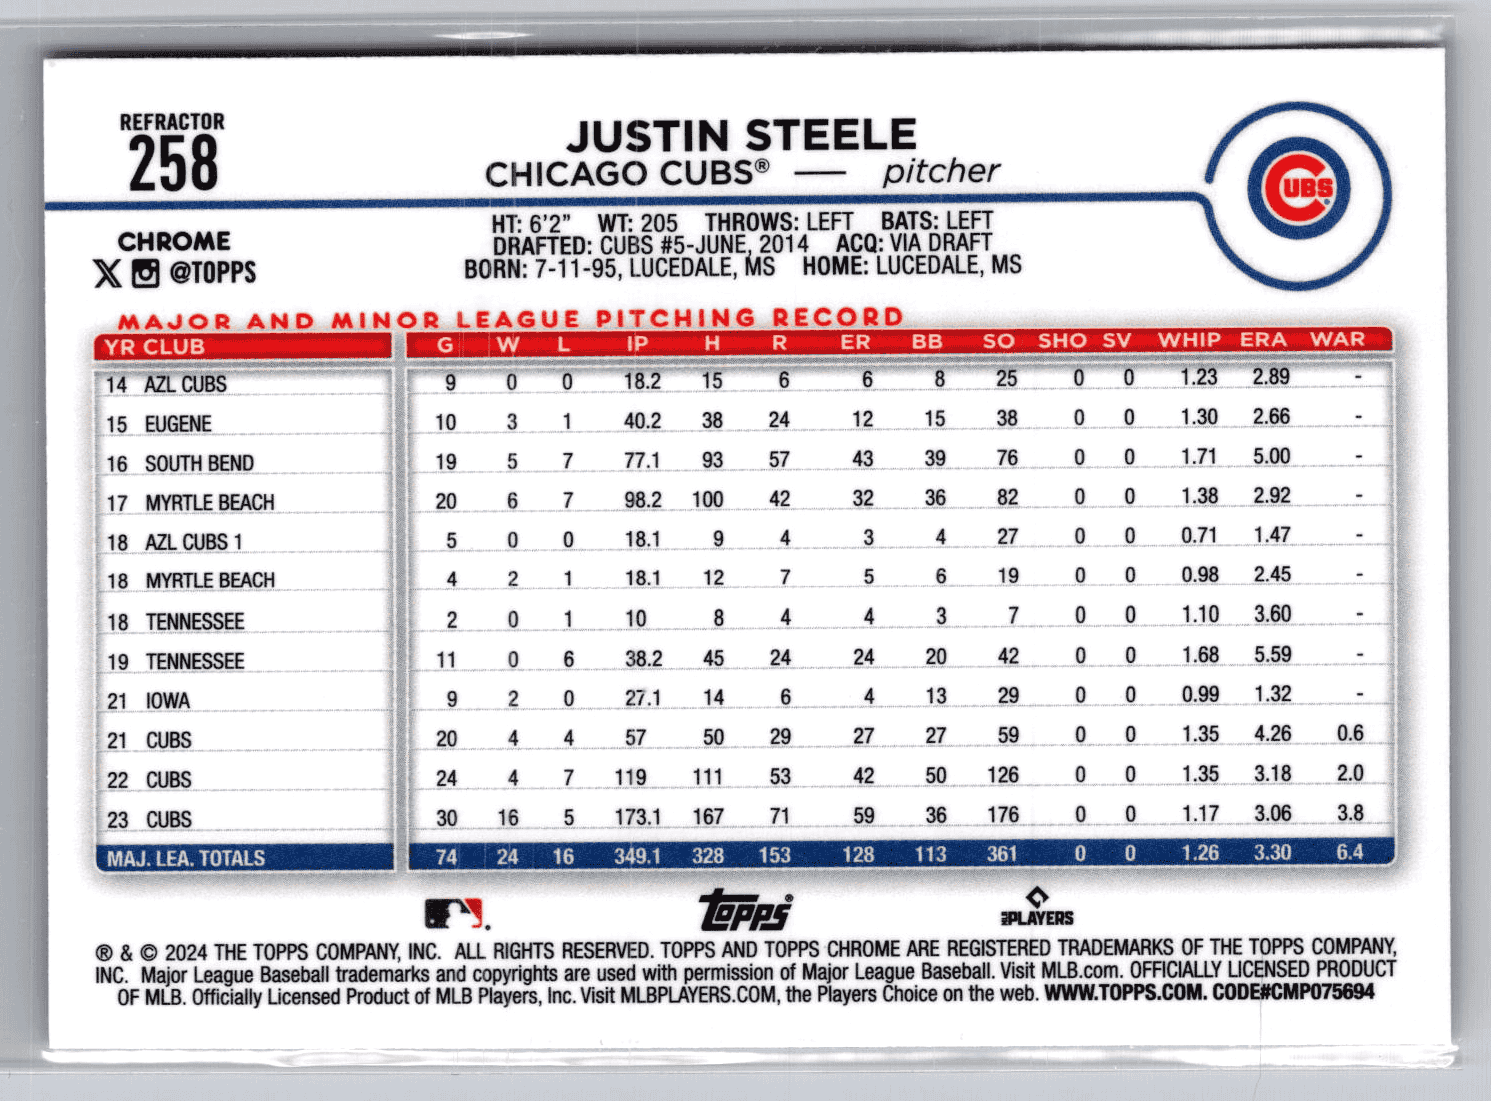 REFRACTOR
258
JUSTIN STEELE
CHICAGO CUBS® — pitcher
CUBS
CHROME
X @TOPPS
HT: 6'2" WT: 205 THROWS: LEFT BATS: LEFT
DRAFTED: CUBS #5-JUNE, 2014 ACQ: VIA DRAFT
BORN: 7-11-95, LUCEDALE, MS HOME: LUCEDALE, MS
MAJOR AND MINOR LEAGUE PITCHING RECORD
YR CLUB G W L IP H R ER BB SO SHO SV WHIP ERA WAR
14 AZL CUBS 9 0 0 18.2 15 6 6 8 25 0 0 1.23 2.89 -
15 EUGENE 10 3 1 40.2 38 24 12 15 38 0 0 1.30 2.66 -
16 SOUTH BEND 19 5 7 77.1 93 57 43 39 76 0 0 1.71 5.00 -
17 MYRTLE BEACH 20 6 7 98.2 100 42 32 36 82 0 0 1.38 2.92 -
18 AZL CUBS 1 5 0 0 18.1 9 4 3 4 27 0 0 0.71 1.47 -
18 MYRTLE BEACH 4 2 1 18.1 12 7 5 6 19 0 0 0.98 2.45 -
18 TENNESSEE 2 0 1 10 8 4 4 3 7 0 0 1.10 3.60 -
19 TENNESSEE 11 0 6 38.2 45 24 24 20 42 0 0 1.68 5.59 -
21 IOWA 9 2 0 27.1 14 6 4 13 29 0 0 0.99 1.32 -
21 CUBS 20 4 4 57 50 29 27 27 59 0 0 1.35 4.26 0.6
22 CUBS 24 4 7 119 111 53 42 50 126 0 0 1.35 3.18 2.0
23 CUBS 30 16 5 173.1 167 71 59 36 176 0 0 1.17 3.06 3.8
MAJ. LEA. TOTALS 74 24 16 349.1 328 153 128 113 361 0 0 1.26 3.30 6.4
Topps® PLAYERS
® & © 2024 THE TOPPS COMPANY, INC. ALL RIGHTS RESERVED. TOPPS AND TOPPS CHROME ARE REGISTERED TRADEMARKS OF THE TOPPS COMPANY,
INC. Major League Baseball trademarks and copyrights are used with permission of Major League Baseball. Visit MLB.com. OFFICIALLY LICENSED PRODUCT
OF MLB. Officially Licensed Product of MLB Players, Inc. Visit MLBPLAYERS.COM, the Players Choice on the web. WWW.TOPPS.COM. CODE#CMP075694